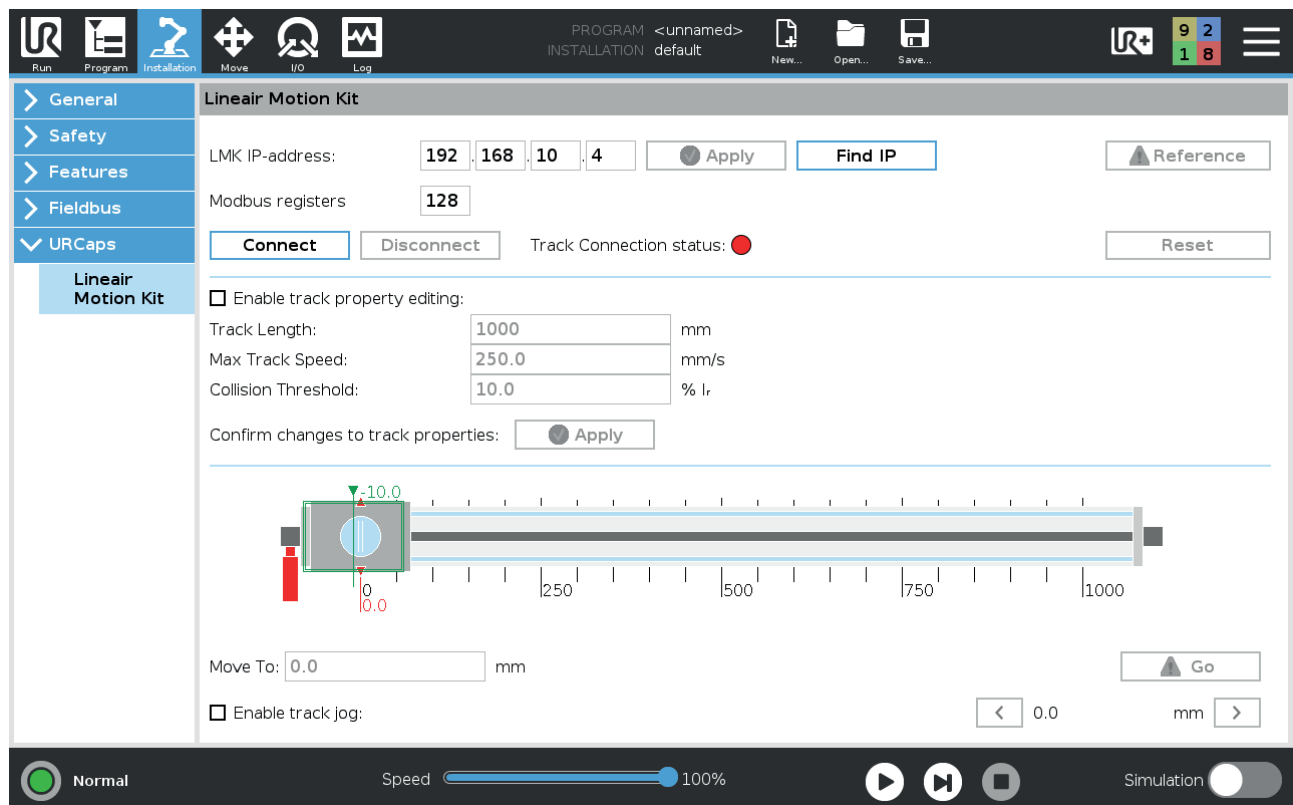 PROGRAM <unnamed>
INSTALLATION default
Run Program Installation Move I/O Log New... Open... Save...
UR+
9 2
1 8
General
Safety
Features
Fieldbus
URCaps
Lineair
Motion Kit
Lineair Motion Kit
LMK IP-address: 192 . 168 . 10 . 4 Apply Find IP Reference
Modbus registers 128
Connect Disconnect Track Connection status: Reset
Enable track property editing:
Track Length: 1000 mm
Max Track Speed: 250.0 mm/s
Collision Threshold: 10.0 % Iᵣ
Confirm changes to track properties: Apply
-10.0
0 250 500 750 1000
0.0
Move To: 0.0 mm Go
Enable track jog: < 0.0 mm >
Normal Speed 100% Simulation